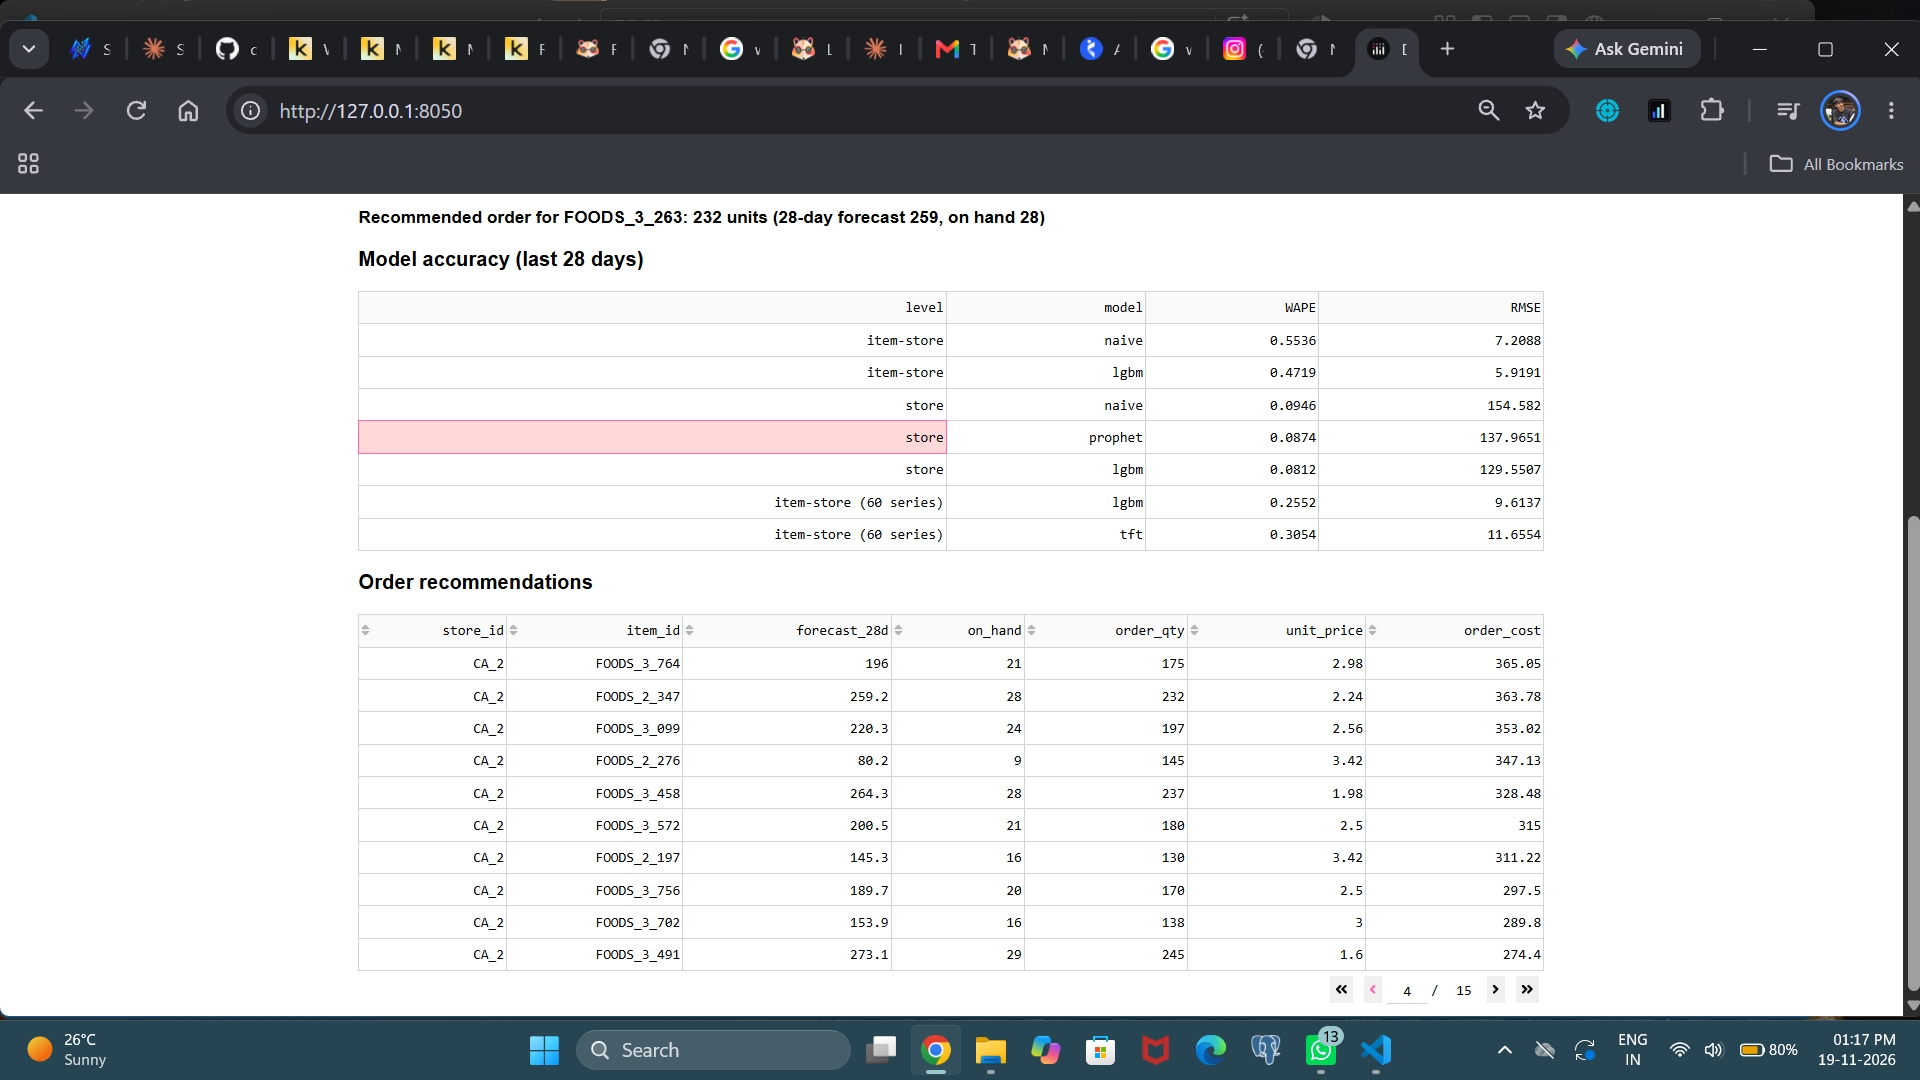 S
S
c
V
N
N
F
F
N
v
L
I
T
N
A
v
(
N
D
Ask Gemini
http://127.0.0.1:8050
All Bookmarks
Recommended order for FOODS_3_263: 232 units (28-day forecast 259, on hand 28)
Model accuracy (last 28 days)
level model WAPE RMSE
item-store naive 0.5536 7.2088
item-store lgbm 0.4719 5.9191
store naive 0.0946 154.582
store prophet 0.0874 137.9651
store lgbm 0.0812 129.5507
item-store (60 series) lgbm 0.2552 9.6137
item-store (60 series) tft 0.3054 11.6554
Order recommendations
store_id item_id forecast_28d on_hand order_qty unit_price order_cost
CA_2 FOODS_3_764 196 21 175 2.98 365.05
CA_2 FOODS_2_347 259.2 28 232 2.24 363.78
CA_2 FOODS_3_099 220.3 24 197 2.56 353.02
CA_2 FOODS_2_276 80.2 9 145 3.42 347.13
CA_2 FOODS_3_458 264.3 28 237 1.98 328.48
CA_2 FOODS_3_572 200.5 21 180 2.5 315
CA_2 FOODS_2_197 145.3 16 130 3.42 311.22
CA_2 FOODS_3_756 189.7 20 170 2.5 297.5
CA_2 FOODS_3_702 153.9 16 138 3 289.8
CA_2 FOODS_3_491 273.1 29 245 1.6 274.4
4 / 15
26°C
Sunny
Search
13
ENG
IN
80%
01:17 PM
19-11-2026